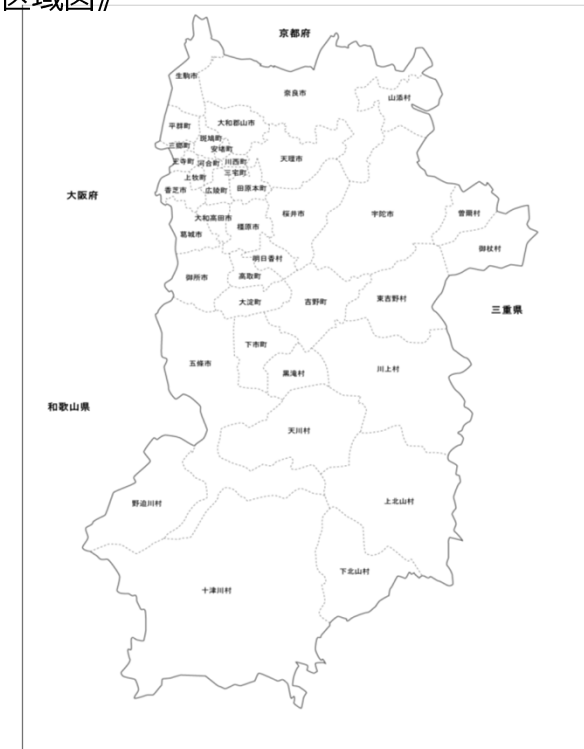 区域図》
京都府
生駒市
奈良市
山添村
平群町
大和郡山市
斑鳩町
三郷町
安堵町
天理市
王寺町
河合町
川西町
三宅町
上牧町
香芝市
広陵町
田原本町
大阪府
大和高田市
桜井市
宇陀市
曽爾村
橿原市
葛城市
御杖村
明日香村
御所市
高取町
大淀町
吉野町
東吉野村
三重県
下市町
五條市
黒滝村
川上村
和歌山県
天川村
野迫川村
上北山村
下北山村
十津川村